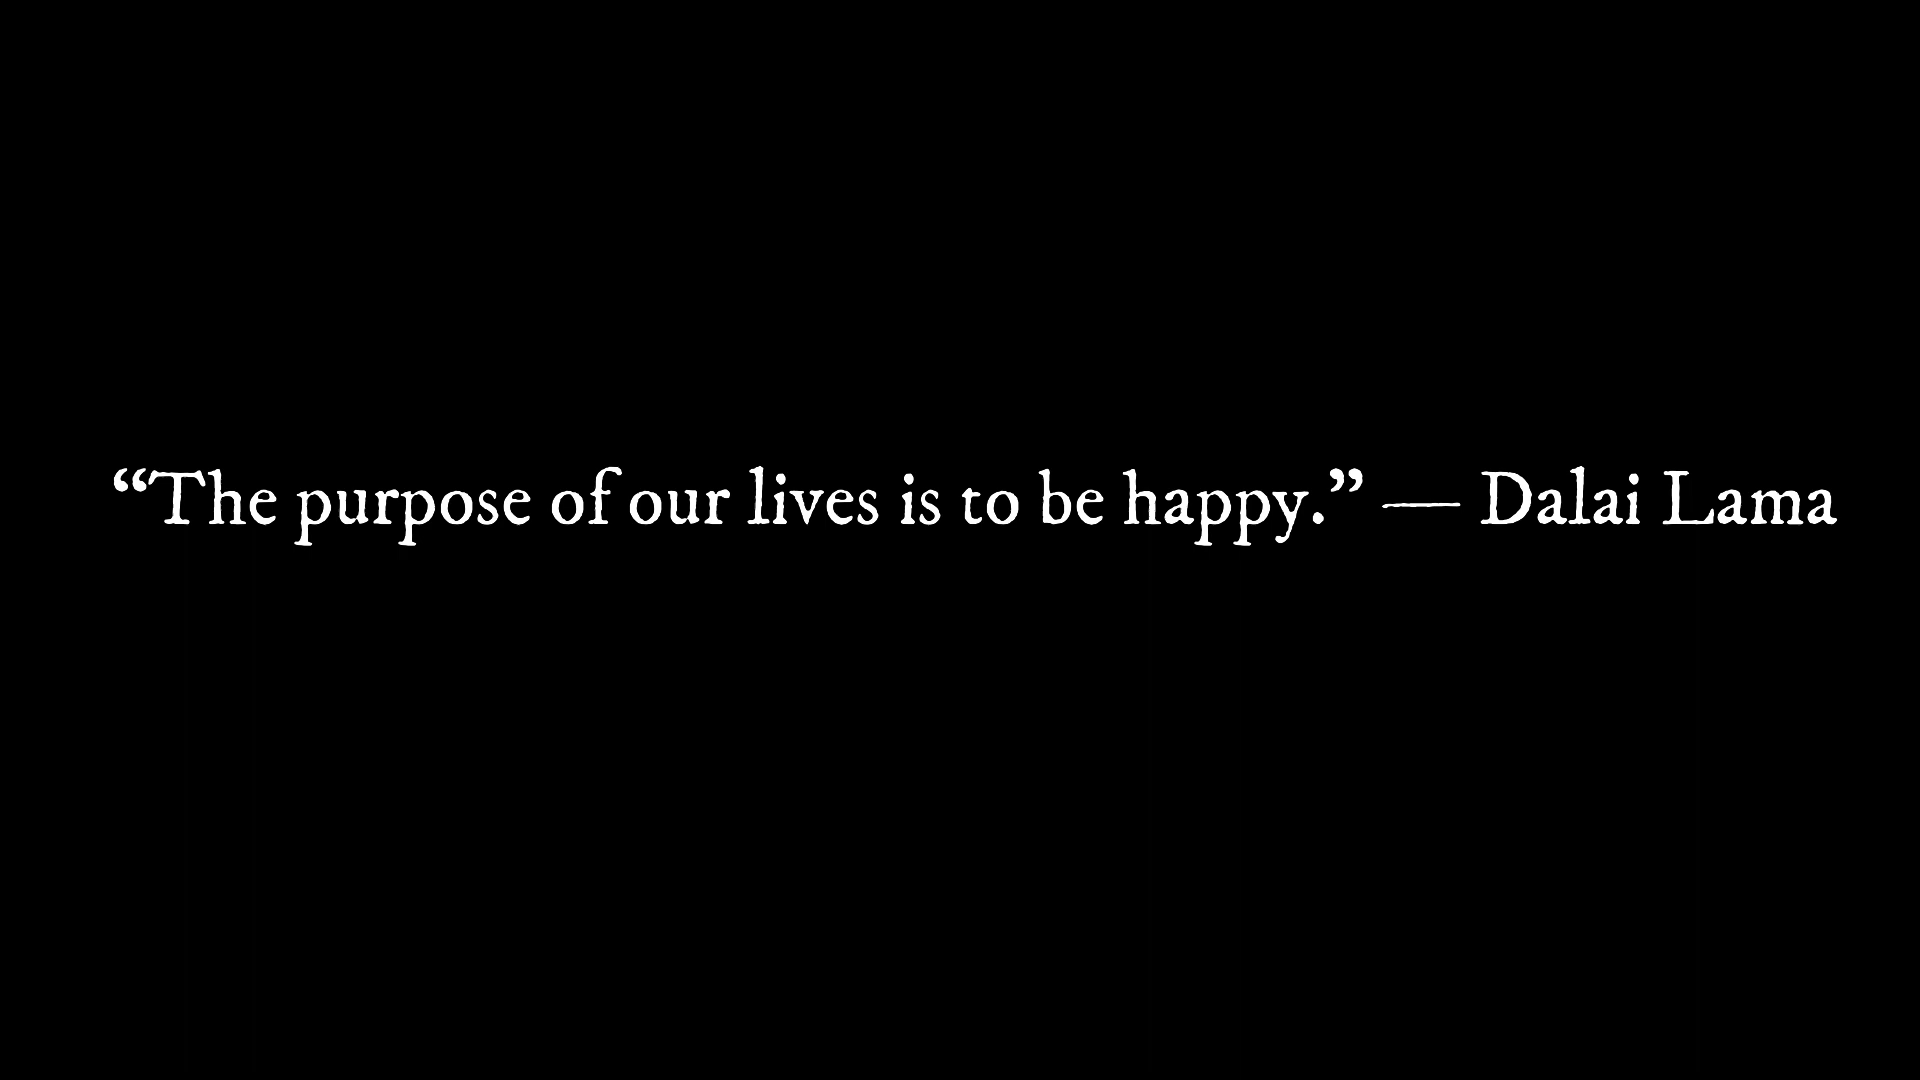 “The purpose of our lives is to be happy.” — Dalai Lama